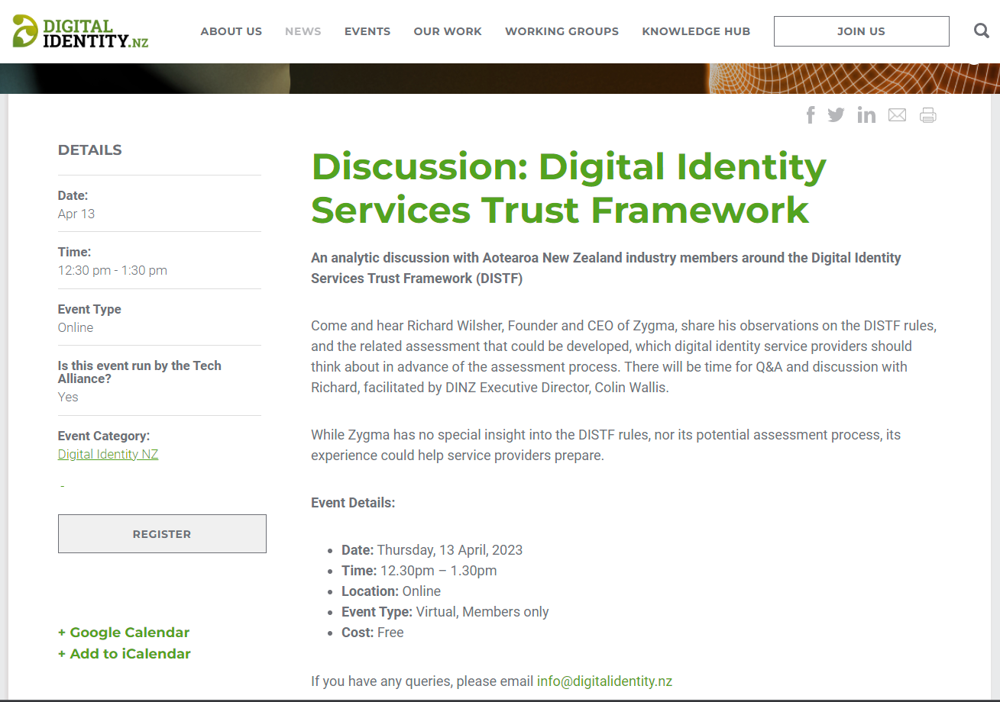 DIGITAL
IDENTITY.NZ
ABOUT US NEWS EVENTS OUR WORK WORKING GROUPS KNOWLEDGE HUB JOIN US
DETAILS
Date:
Apr 13
Time:
12:30 pm - 1:30 pm
Event Type
Online
Is this event run by the Tech
Alliance?
Yes
Event Category:
Digital Identity NZ
-
REGISTER
+ Google Calendar
+ Add to iCalendar
Discussion: Digital Identity
Services Trust Framework
An analytic discussion with Aotearoa New Zealand industry members around the Digital Identity
Services Trust Framework (DISTF)
Come and hear Richard Wilsher, Founder and CEO of Zygma, share his observations on the DISTF rules,
and the related assessment that could be developed, which digital identity service providers should
think about in advance of the assessment process. There will be time for Q&A and discussion with
Richard, facilitated by DINZ Executive Director, Colin Wallis.
While Zygma has no special insight into the DISTF rules, nor its potential assessment process, its
experience could help service providers prepare.
Event Details:
• Date: Thursday, 13 April, 2023
• Time: 12.30pm – 1.30pm
• Location: Online
• Event Type: Virtual, Members only
• Cost: Free
If you have any queries, please email info@digitalidentity.nz